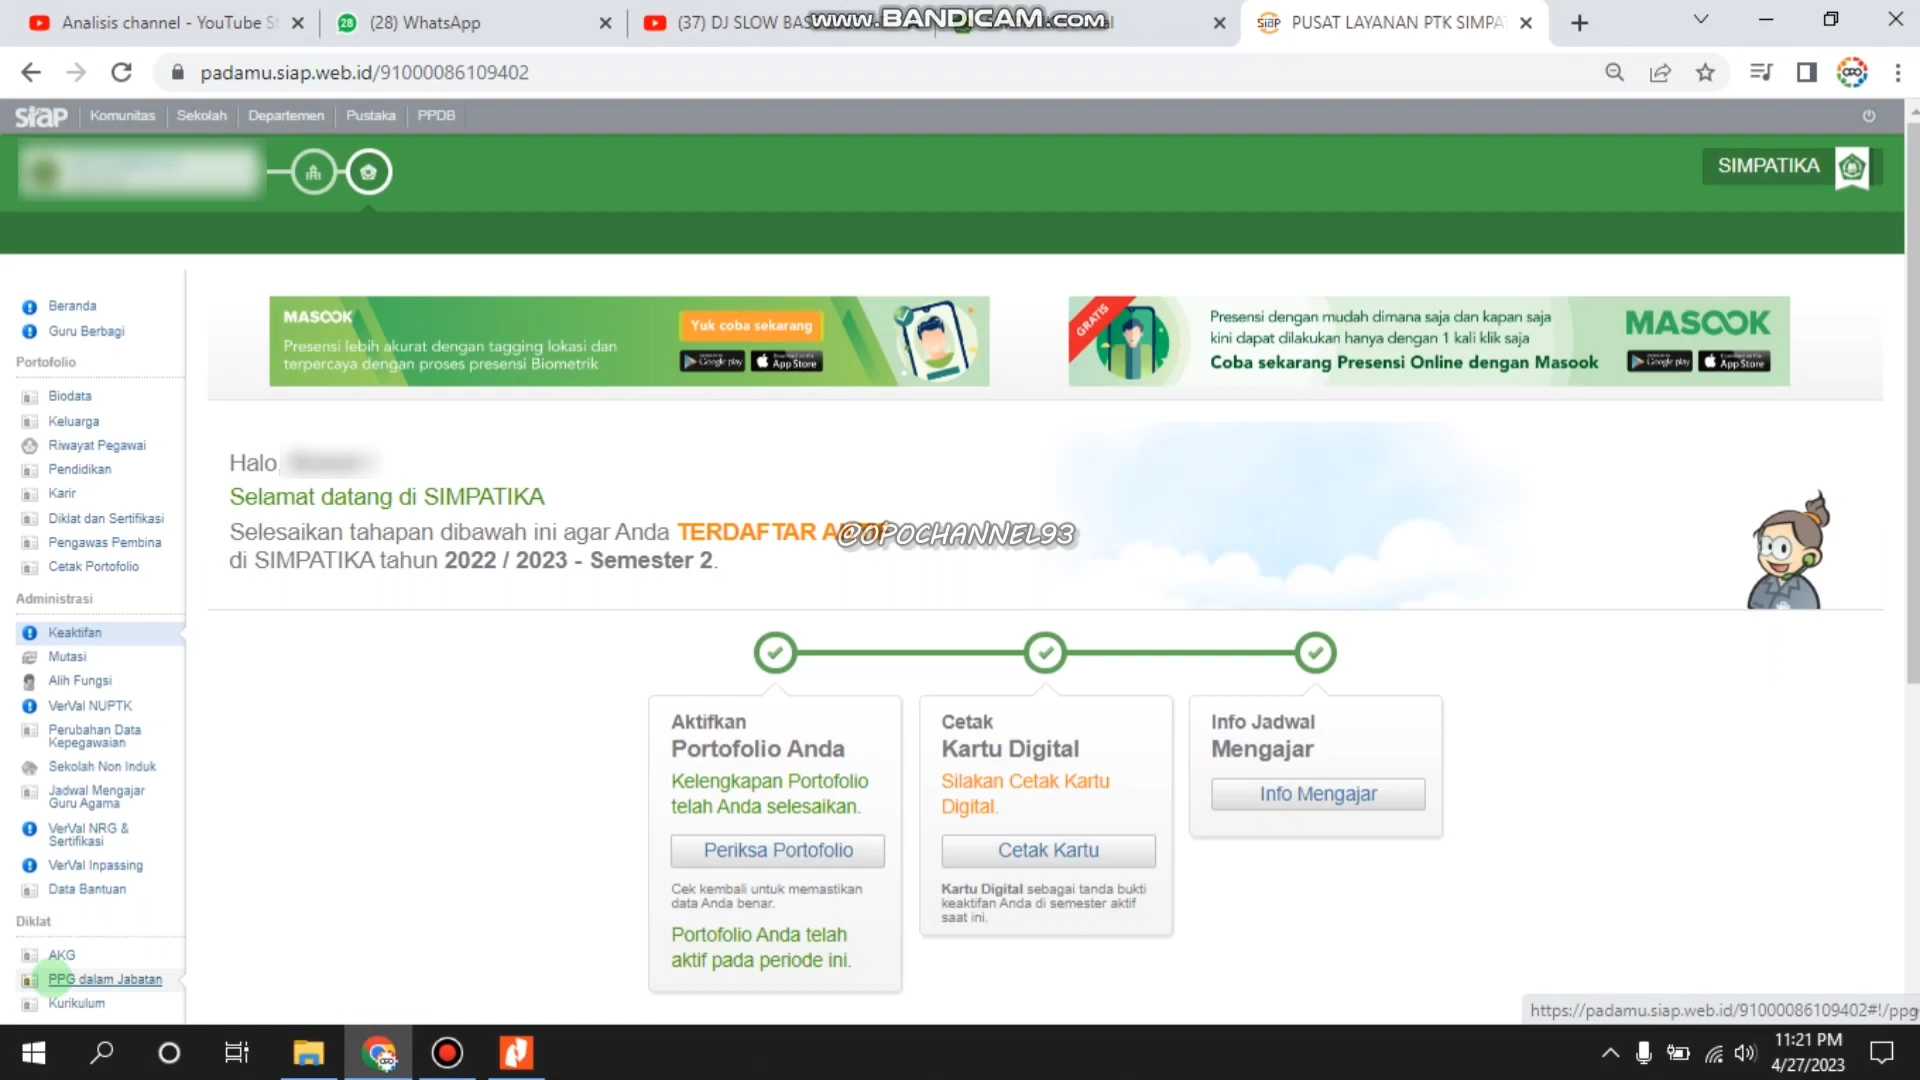 Analisis channel - YouTube St
(28) WhatsApp
(37) DJ SLOW BAS
www.BANDICAM.com
PUSAT LAYANAN PTK SIMPA
padamu.siap.web.id/91000086109402
siap
Komunitas
Sekolah
Departemen
Pustaka
PPDB
SIMPATIKA
Beranda
Guru Berbagi
Portofolio
Biodata
Keluarga
Riwayat Pegawai
Pendidikan
Karir
Diklat dan Sertifikasi
Pengawas Pembina
Cetak Portofolio
Administrasi
Keaktifan
Mutasi
Alih Fungsi
VerVal NUPTK
Perubahan Data
Kepegawaian
Sekolah Non Induk
Jadwal Mengajar
Guru Agama
VerVal NRG &
Sertifikasi
VerVal Inpassing
Data Bantuan
Diklat
AKG
PPG dalam Jabatan
Kurikulum
MASOOK
Presensi lebih akurat dengan tagging lokasi dan
terpercaya dengan proses presensi Biometrik
Yuk coba sekarang
Google play
App Store
GRATIS
Presensi dengan mudah dimana saja dan kapan saja
kini dapat dilakukan hanya dengan 1 kali klik saja
Coba sekarang Presensi Online dengan Masook
MASOOK
Google play
App Store
Halo,
Selamat datang di SIMPATIKA
Selesaikan tahapan dibawah ini agar Anda TERDAFTAR
@OPOCHANNEL93
di SIMPATIKA tahun 2022 / 2023 - Semester 2.
Aktifkan
Portofolio Anda
Kelengkapan Portofolio
telah Anda selesaikan.
Periksa Portofolio
Cek kembali untuk memastikan
data Anda benar.
Portofolio Anda telah
aktif pada periode ini.
Cetak
Kartu Digital
Silakan Cetak Kartu
Digital.
Cetak Kartu
Kartu Digital sebagai tanda bukti
keaktifan Anda di semester aktif
saat ini.
Info Jadwal
Mengajar
Info Mengajar
https://padamu.siap.web.id/91000086109402#!/ppg
11:21 PM
4/27/2023